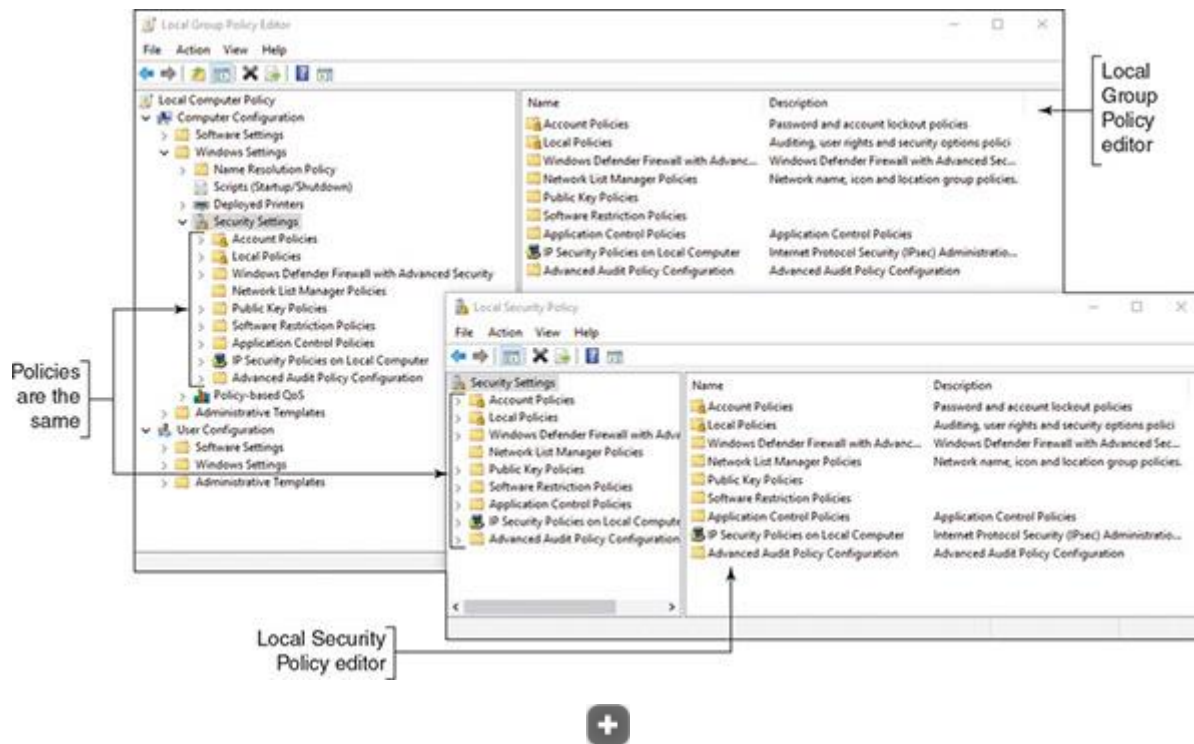 Local Group Policy Editor
File Action View Help
Local Computer Policy
Computer Configuration
Software Settings
Windows Settings
Name Resolution Policy
Scripts (Startup/Shutdown)
Deployed Printers
Security Settings
Account Policies
Local Policies
Windows Defender Firewall with Advanced Security
Network List Manager Policies
Public Key Policies
Software Restriction Policies
Application Control Policies
IP Security Policies on Local Computer
Advanced Audit Policy Configuration
Policy-based QoS
Administrative Templates
User Configuration
Software Settings
Windows Settings
Administrative Templates
Name Description
Account Policies Password and account lockout policies
Local Policies Auditing, user rights and security options polici
Windows Defender Firewall with Advanc... Windows Defender Firewall with Advanced Sec...
Network List Manager Policies Network name, icon and location group policies.
Public Key Policies
Software Restriction Policies
Application Control Policies Application Control Policies
IP Security Policies on Local Computer Internet Protocol Security (IPsec) Administratio...
Advanced Audit Policy Configuration Advanced Audit Policy Configuration
Local
Group
Policy
editor
Policies
are the
same
Local Security Policy
File Action View Help
Security Settings
Account Policies
Local Policies
Windows Defender Firewall with Adva
Network List Manager Policies
Public Key Policies
Software Restriction Policies
Application Control Policies
IP Security Policies on Local Compute
Advanced Audit Policy Configuration
Name Description
Account Policies Password and account lockout policies
Local Policies Auditing, user rights and security options polici
Windows Defender Firewall with Advanc... Windows Defender Firewall with Advanced Sec...
Network List Manager Policies Network name, icon and location group policies.
Public Key Policies
Software Restriction Policies
Application Control Policies Application Control Policies
IP Security Policies on Local Computer Internet Protocol Security (IPsec) Administratio...
Advanced Audit Policy Configuration Advanced Audit Policy Configuration
Local Security
Policy editor